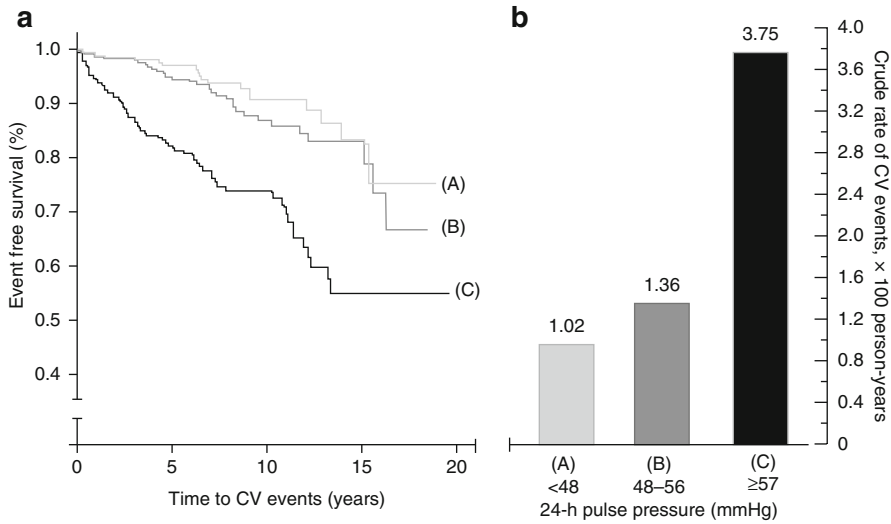 a
1.0
0.9
0.8
0.7
0.6
0.5
0.4
Event free survival (%)
(A)
(B)
(C)
0 5 10 15 20
Time to CV events (years)
b
4.0
3.6
3.2
2.8
2.4
2.0
1.6
1.2
0.8
0.4
0
Crude rate of CV events, × 100 person-years
3.75
1.36
1.02
(A) (B) (C)
<48 48–56 ≥57
24-h pulse pressure (mmHg)